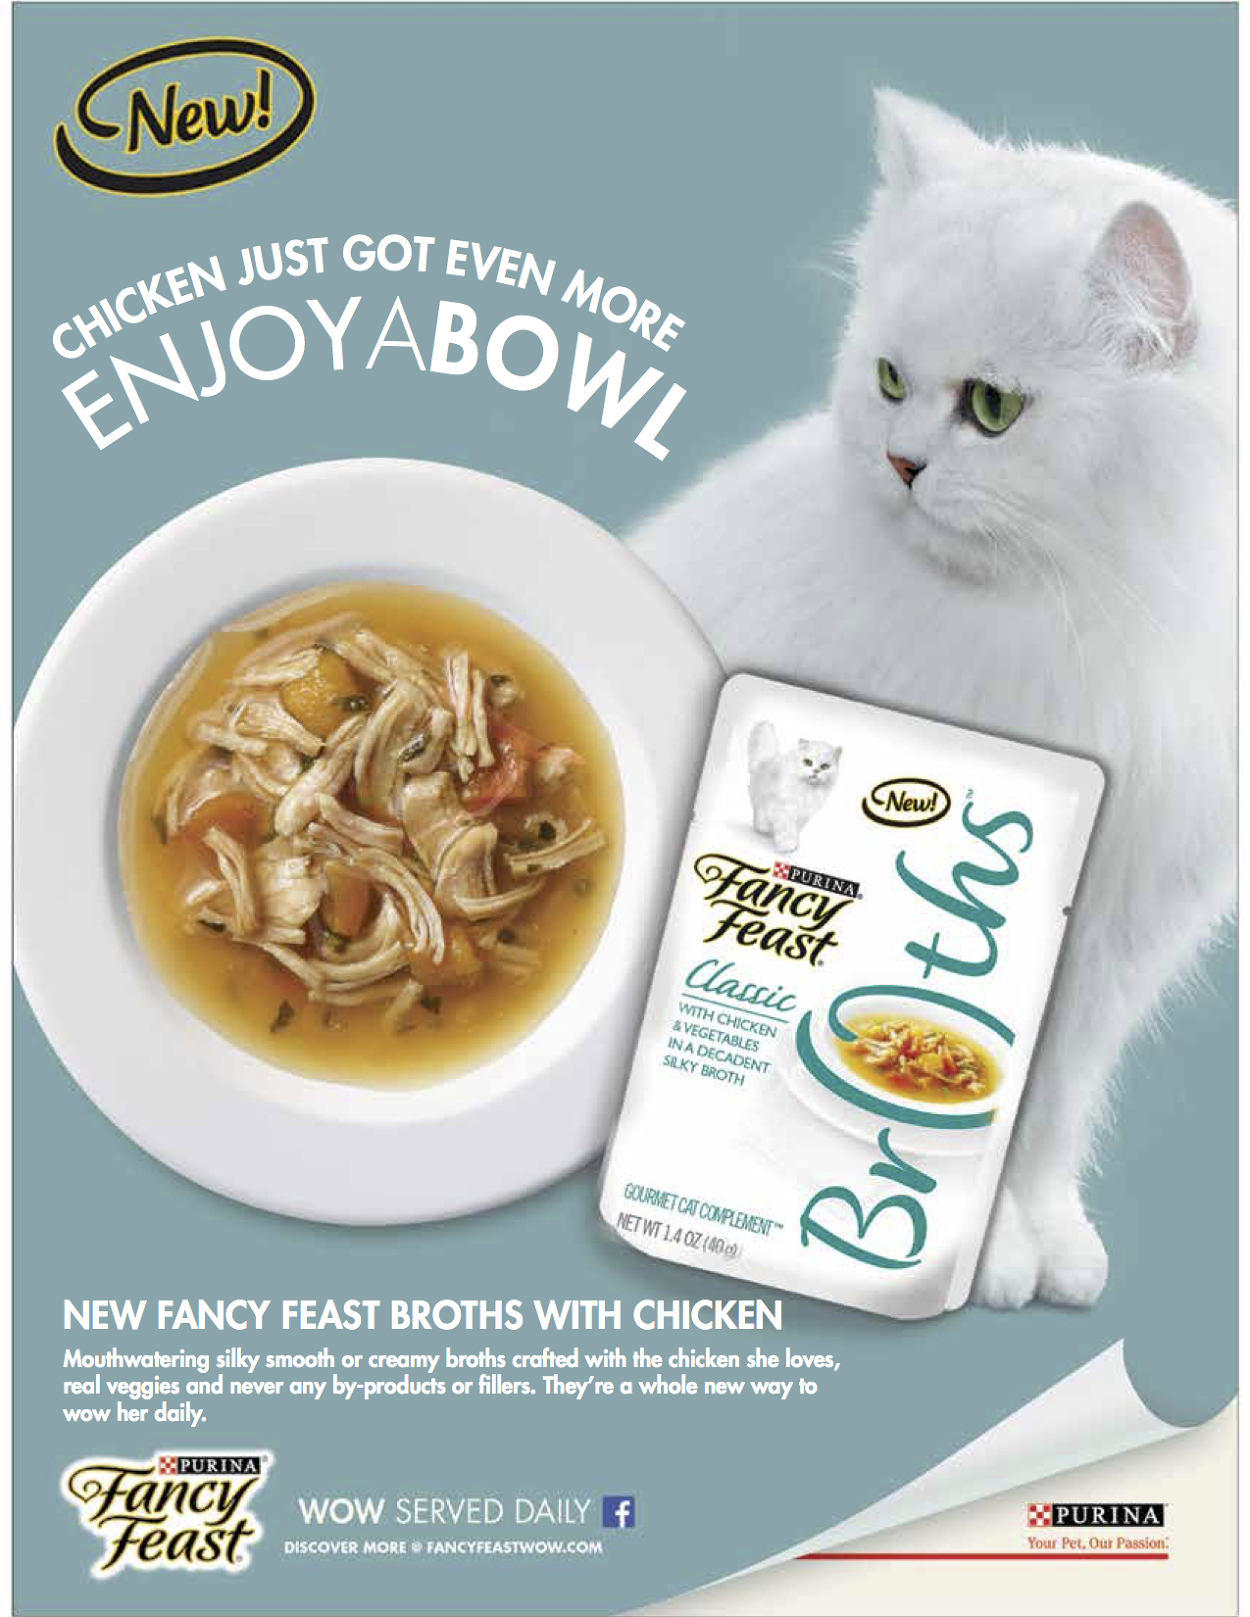 New!
CHICKEN JUST GOT EVEN MORE
ENJOYABOWL
New!
Broths
PURINA
Fancy
Feast
Classic
WITH CHICKEN
& VEGETABLES
IN A DECADENT
SILKY BROTH
GOURMET CAT COMPLEMENT™
NET WT 1.4 OZ (40 g)
NEW FANCY FEAST BROTHS WITH CHICKEN
Mouthwatering silky smooth or creamy broths crafted with the chicken she loves,
real veggies and never any by-products or fillers. They're a whole new way to
wow her daily.
PURINA
Fancy
Feast
WOW SERVED DAILY f
DISCOVER MORE @ FANCYFEASTWOW.COM
PURINA
Your Pet, Our Passion.